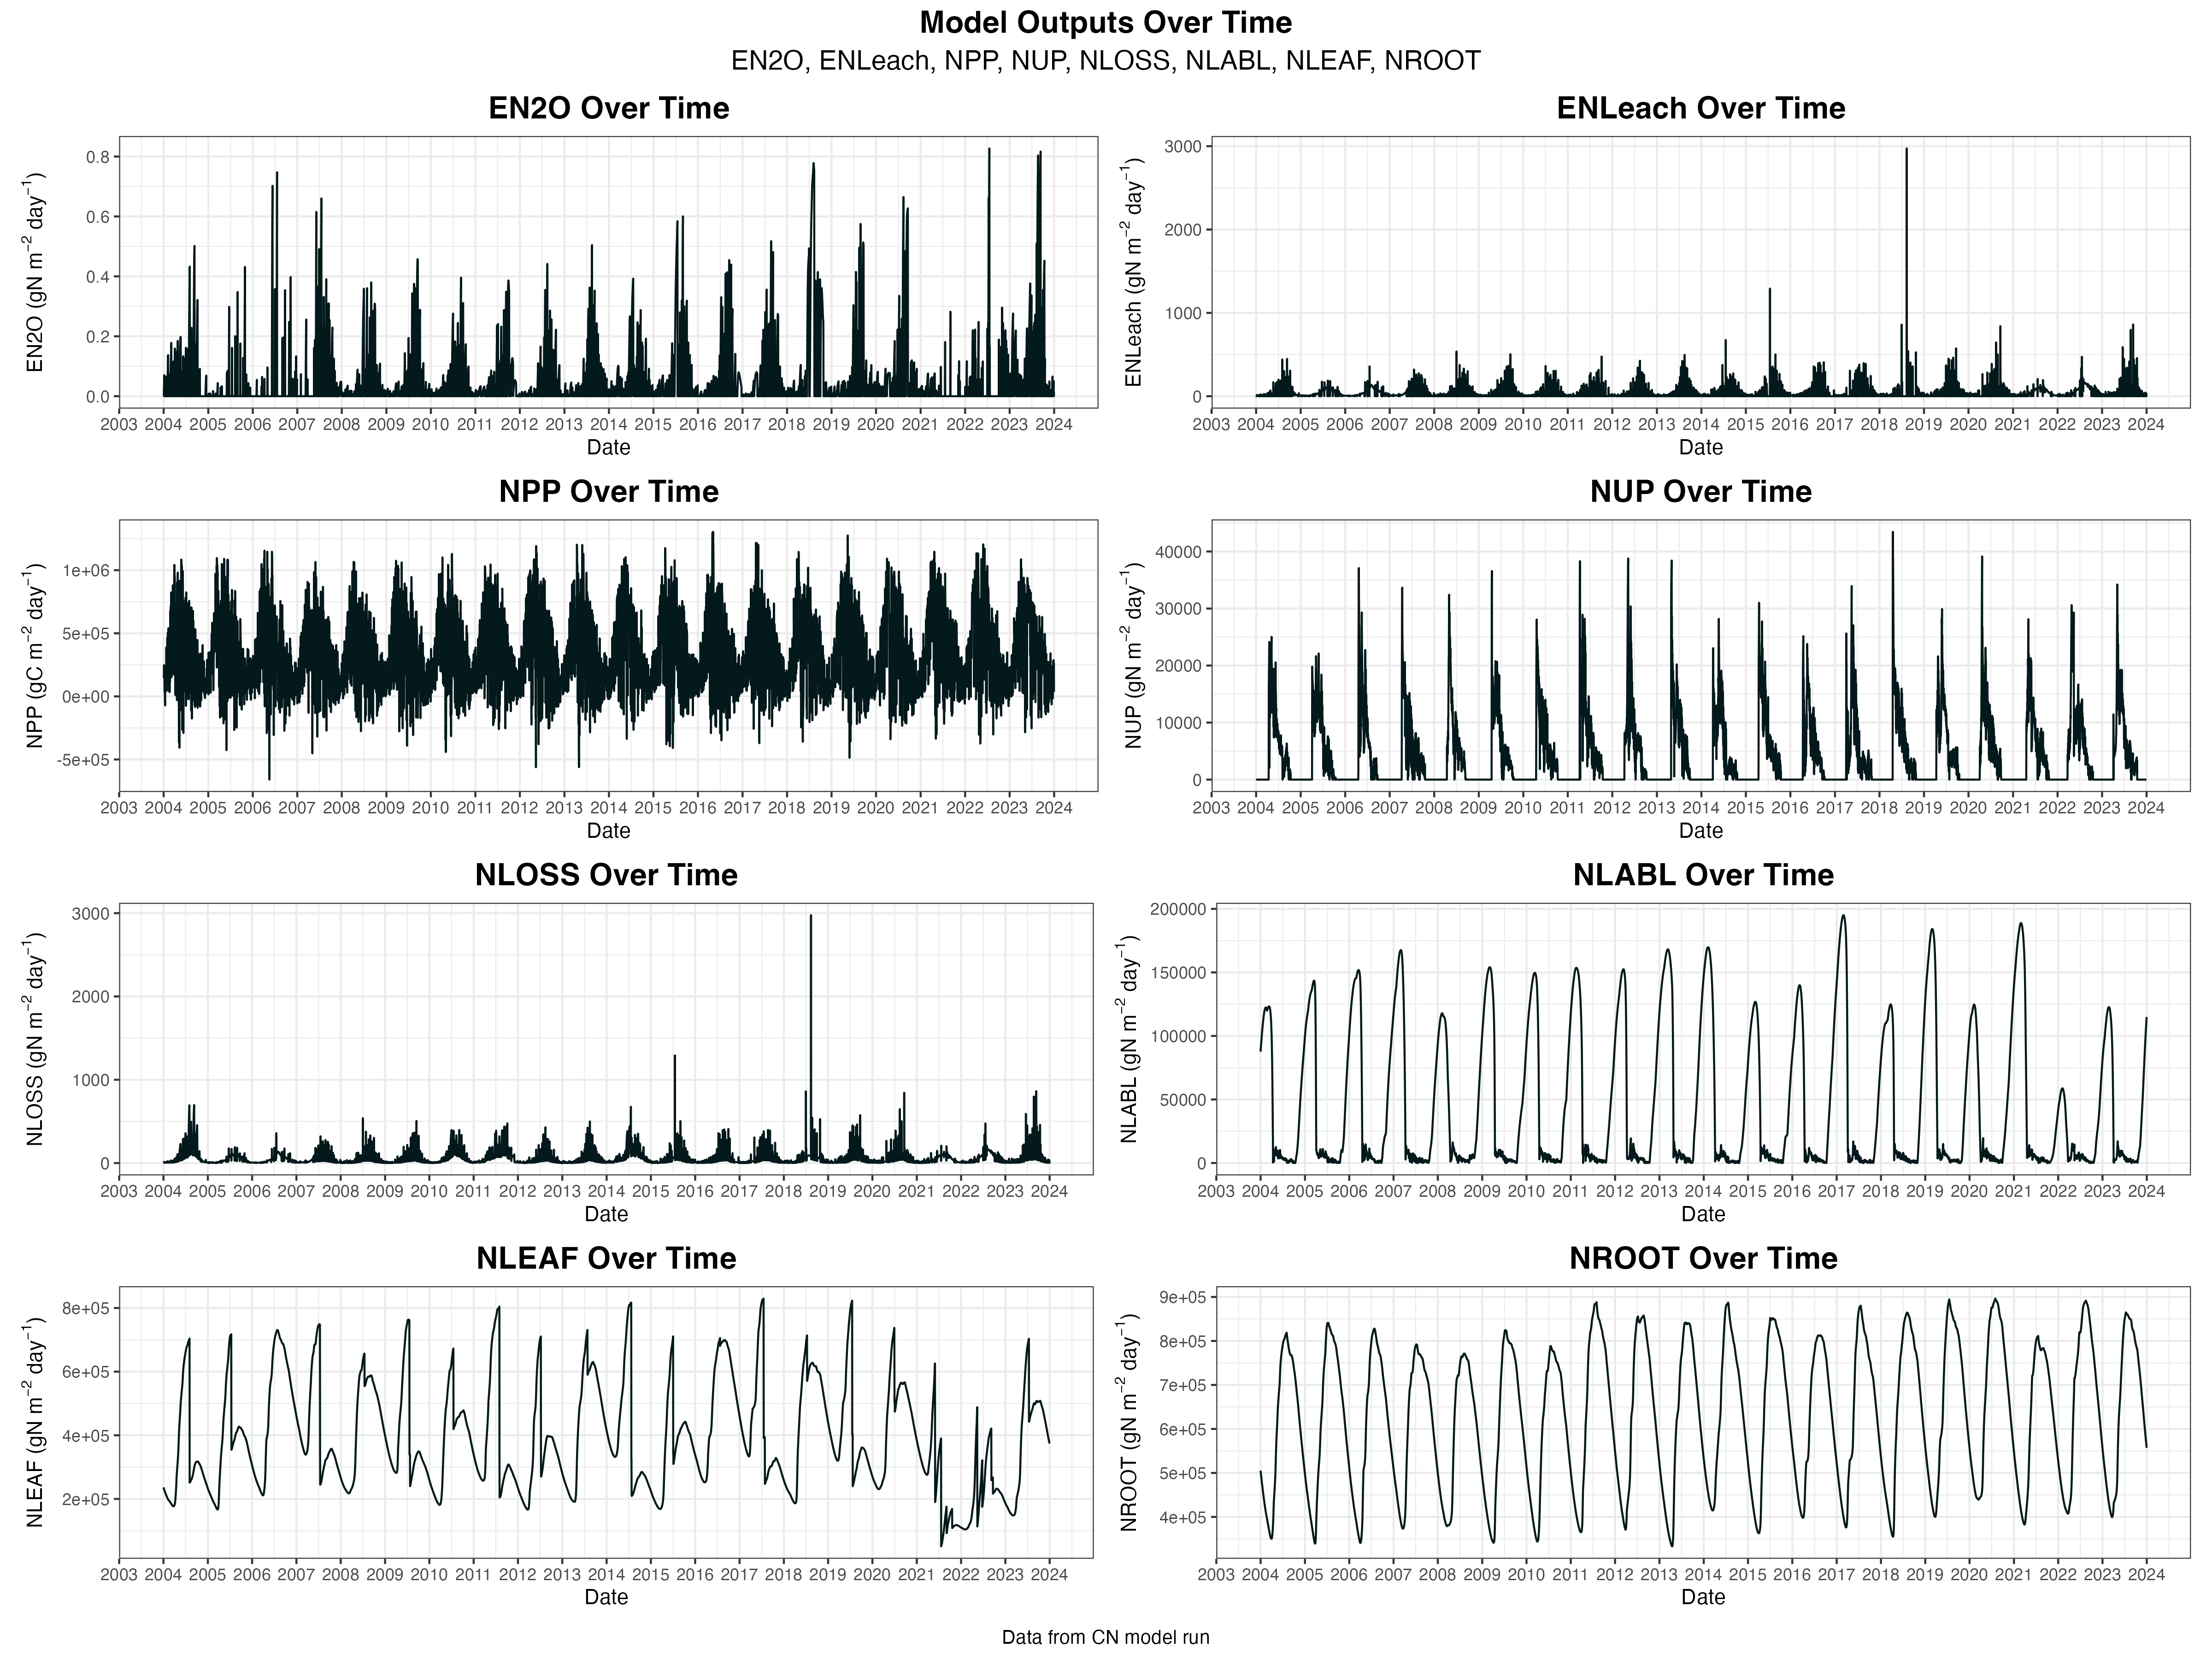 Model Outputs Over Time
EN2O, ENLeach, NPP, NUP, NLOSS, NLABL, NLEAF, NROOT
EN2O Over Time
EN2O (gN m⁻² day⁻¹)
0.8
0.6
0.4
0.2
0.0
2003 2004 2005 2006 2007 2008 2009 2010 2011 2012 2013 2014 2015 2016 2017 2018 2019 2020 2021 2022 2023 2024
Date
ENLeach Over Time
ENLeach (gN m⁻² day⁻¹)
3000
2000
1000
0
2003 2004 2005 2006 2007 2008 2009 2010 2011 2012 2013 2014 2015 2016 2017 2018 2019 2020 2021 2022 2023 2024
Date
NPP Over Time
NPP (gC m⁻² day⁻¹)
1e+06
5e+05
0e+00
-5e+05
2003 2004 2005 2006 2007 2008 2009 2010 2011 2012 2013 2014 2015 2016 2017 2018 2019 2020 2021 2022 2023 2024
Date
NUP Over Time
NUP (gN m⁻² day⁻¹)
40000
30000
20000
10000
0
2003 2004 2005 2006 2007 2008 2009 2010 2011 2012 2013 2014 2015 2016 2017 2018 2019 2020 2021 2022 2023 2024
Date
NLOSS Over Time
NLOSS (gN m⁻² day⁻¹)
3000
2000
1000
0
2003 2004 2005 2006 2007 2008 2009 2010 2011 2012 2013 2014 2015 2016 2017 2018 2019 2020 2021 2022 2023 2024
Date
NLABL Over Time
NLABL (gN m⁻² day⁻¹)
200000
150000
100000
50000
0
2003 2004 2005 2006 2007 2008 2009 2010 2011 2012 2013 2014 2015 2016 2017 2018 2019 2020 2021 2022 2023 2024
Date
NLEAF Over Time
NLEAF (gN m⁻² day⁻¹)
8e+05
6e+05
4e+05
2e+05
2003 2004 2005 2006 2007 2008 2009 2010 2011 2012 2013 2014 2015 2016 2017 2018 2019 2020 2021 2022 2023 2024
Date
NROOT Over Time
NROOT (gN m⁻² day⁻¹)
9e+05
8e+05
7e+05
6e+05
5e+05
4e+05
2003 2004 2005 2006 2007 2008 2009 2010 2011 2012 2013 2014 2015 2016 2017 2018 2019 2020 2021 2022 2023 2024
Date
Data from CN model run